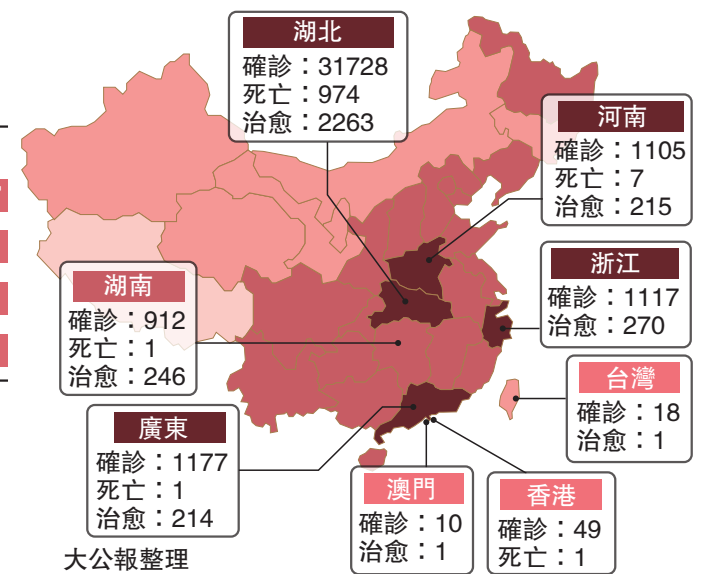 湖北
確診：31728
死亡：974
治愈：2263
河南
確診：1105
死亡：7
治愈：215
浙江
確診：1117
治愈：270
湖南
確診：912
死亡：1
治愈：246
台灣
確診：18
治愈：1
廣東
確診：1177
死亡：1
治愈：214
澳門
確診：10
治愈：1
香港
確診：49
死亡：1
大公報整理